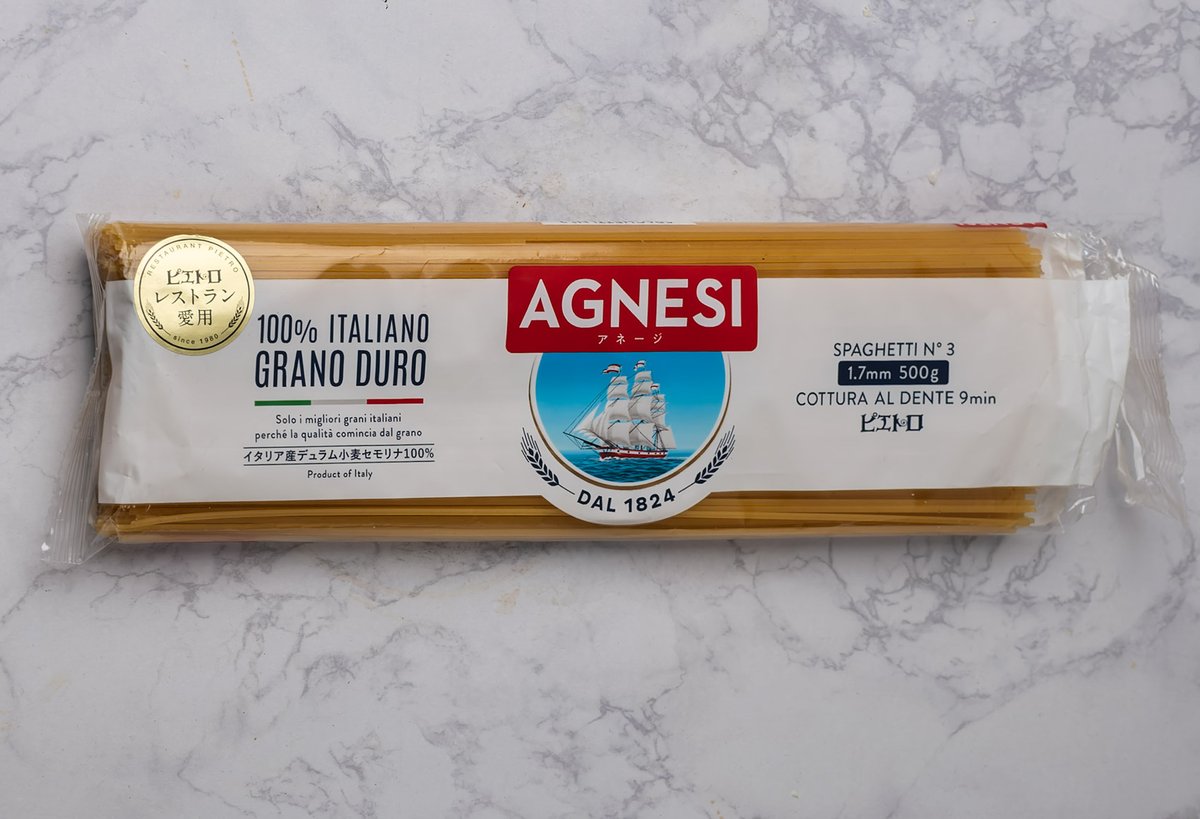 RESTAURANT PIETRO
ピエトロ
レストラン
愛用
since 1980
100% ITALIANO
GRANO DURO
Solo i migliori grani italiani
perché la qualità comincia dal grano
イタリア産デュラム小麦セモリナ100%
Product of Italy
AGNESI
アネージ
DAL 1824
SPAGHETTI N° 3
1.7mm 500g
COTTURA AL DENTE 9min
ピエトロ